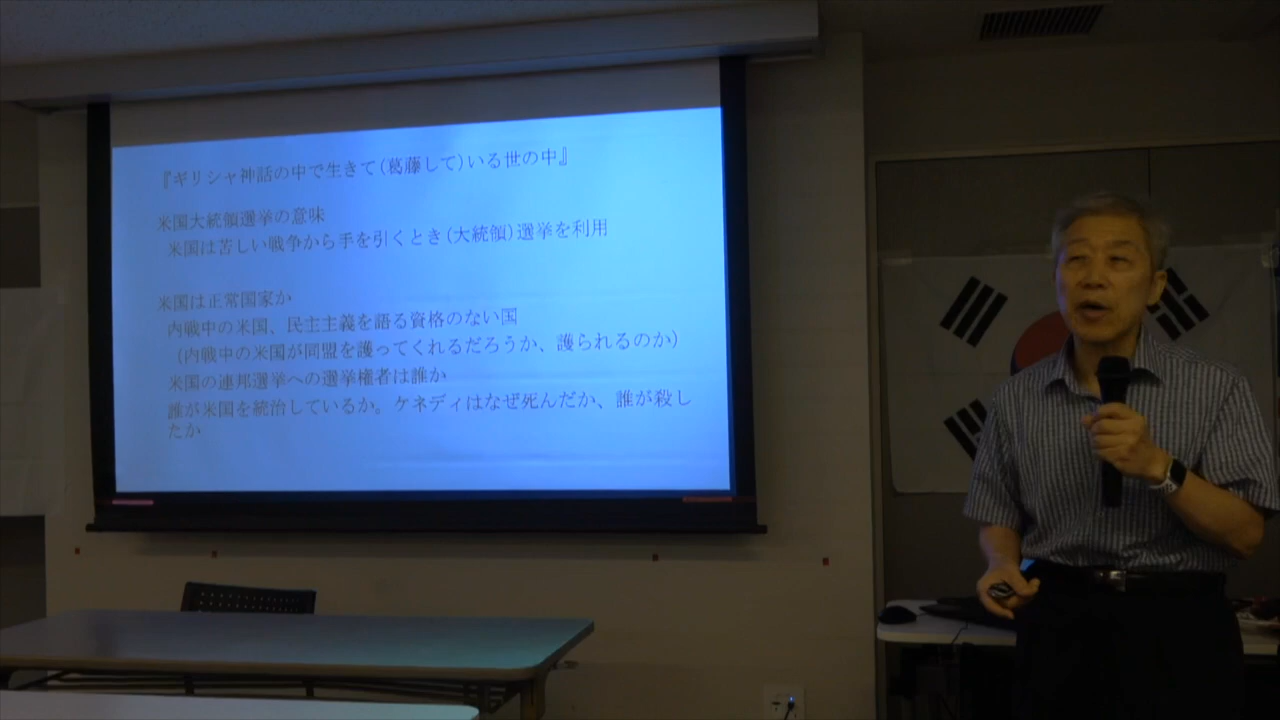 『ギリシャ神話の中で生きて(葛藤して)いる世の中』
米国大統領選挙の意味
米国は苦しい戦争から手を引くとき(大統領)選挙を利用
米国は正常国家か
内戦中の米国、民主主義を語る資格のない国
(内戦中の米国が同盟を護ってくれるだろうか、護られるのか)
米国の連邦選挙への選挙権者は誰か
誰が米国を統治しているか。ケネディはなぜ死んだか、誰が殺し
たか